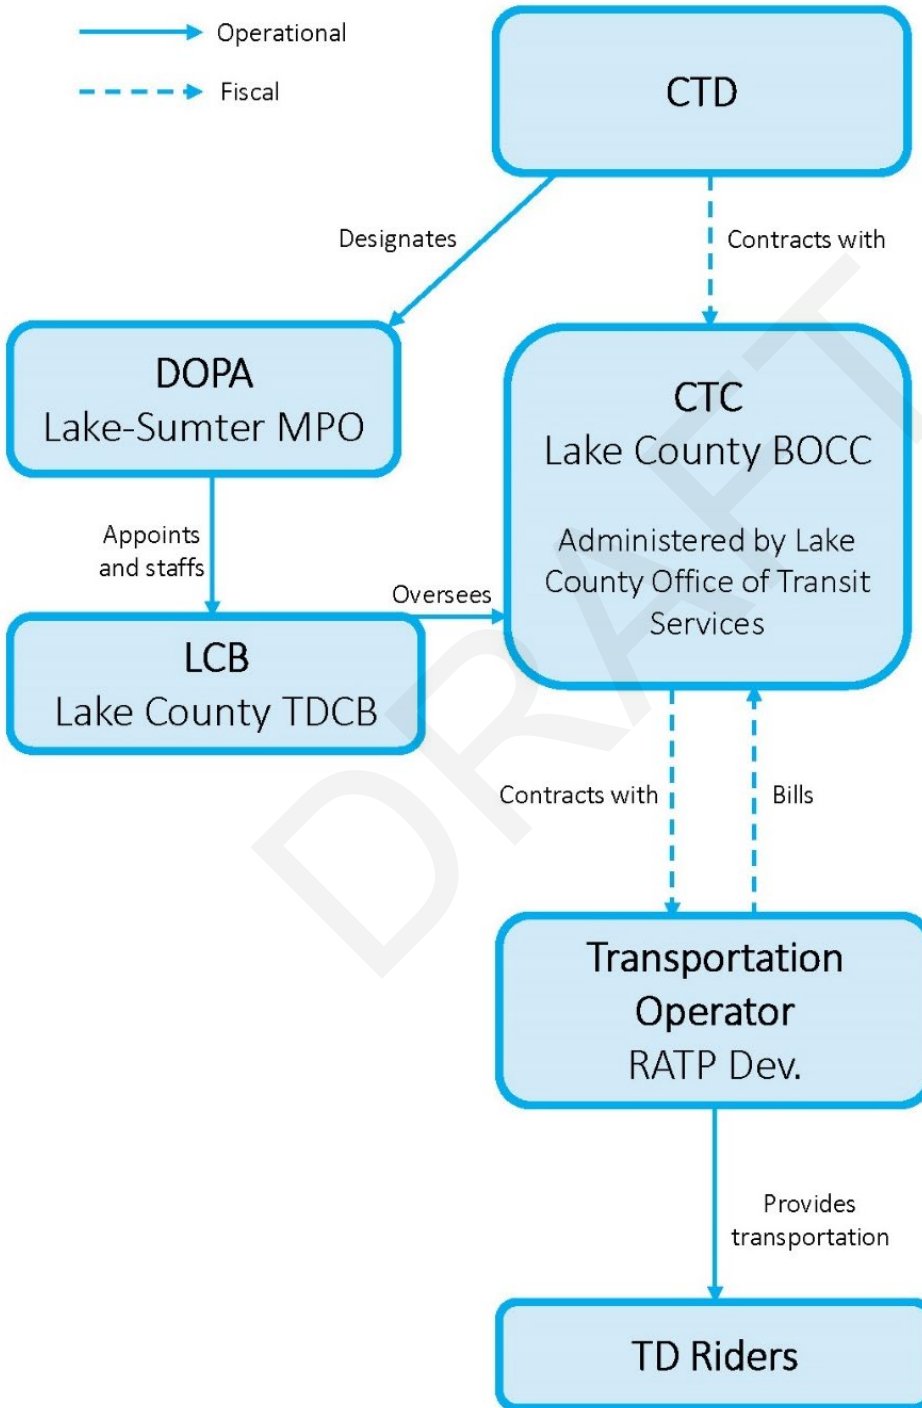 Operational
Fiscal
CTD
Designates
Contracts with
DOPA
Lake-Sumter MPO
CTC
Lake County BOCC
Administered by Lake
County Office of Transit
Services
Appoints
and staffs
Oversees
LCB
Lake County TDCB
Contracts with
Bills
Transportation
Operator
RATP Dev.
Provides
transportation
TD Riders
DRAFT